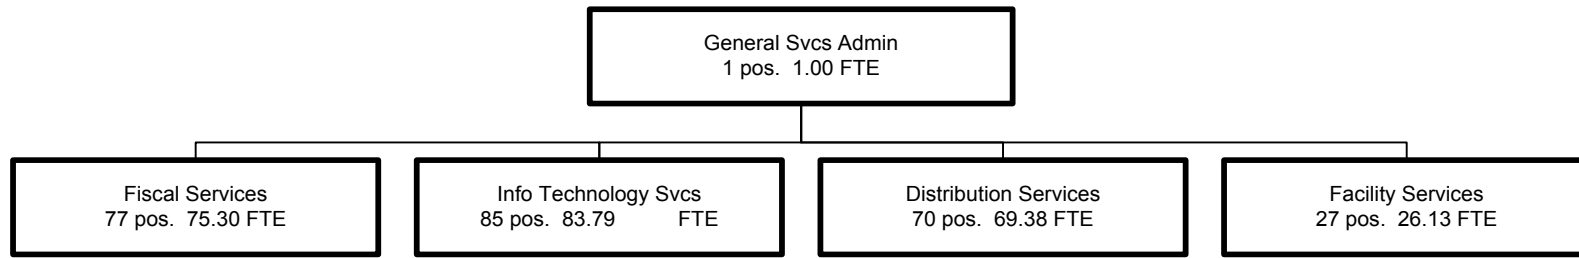 General Svcs Admin
1 pos.  1.00 FTE
Fiscal Services
77 pos.  75.30 FTE
Info Technology Svcs
85 pos.  83.79        FTE
Distribution Services
70 pos.  69.38 FTE
Facility Services
27 pos.  26.13 FTE